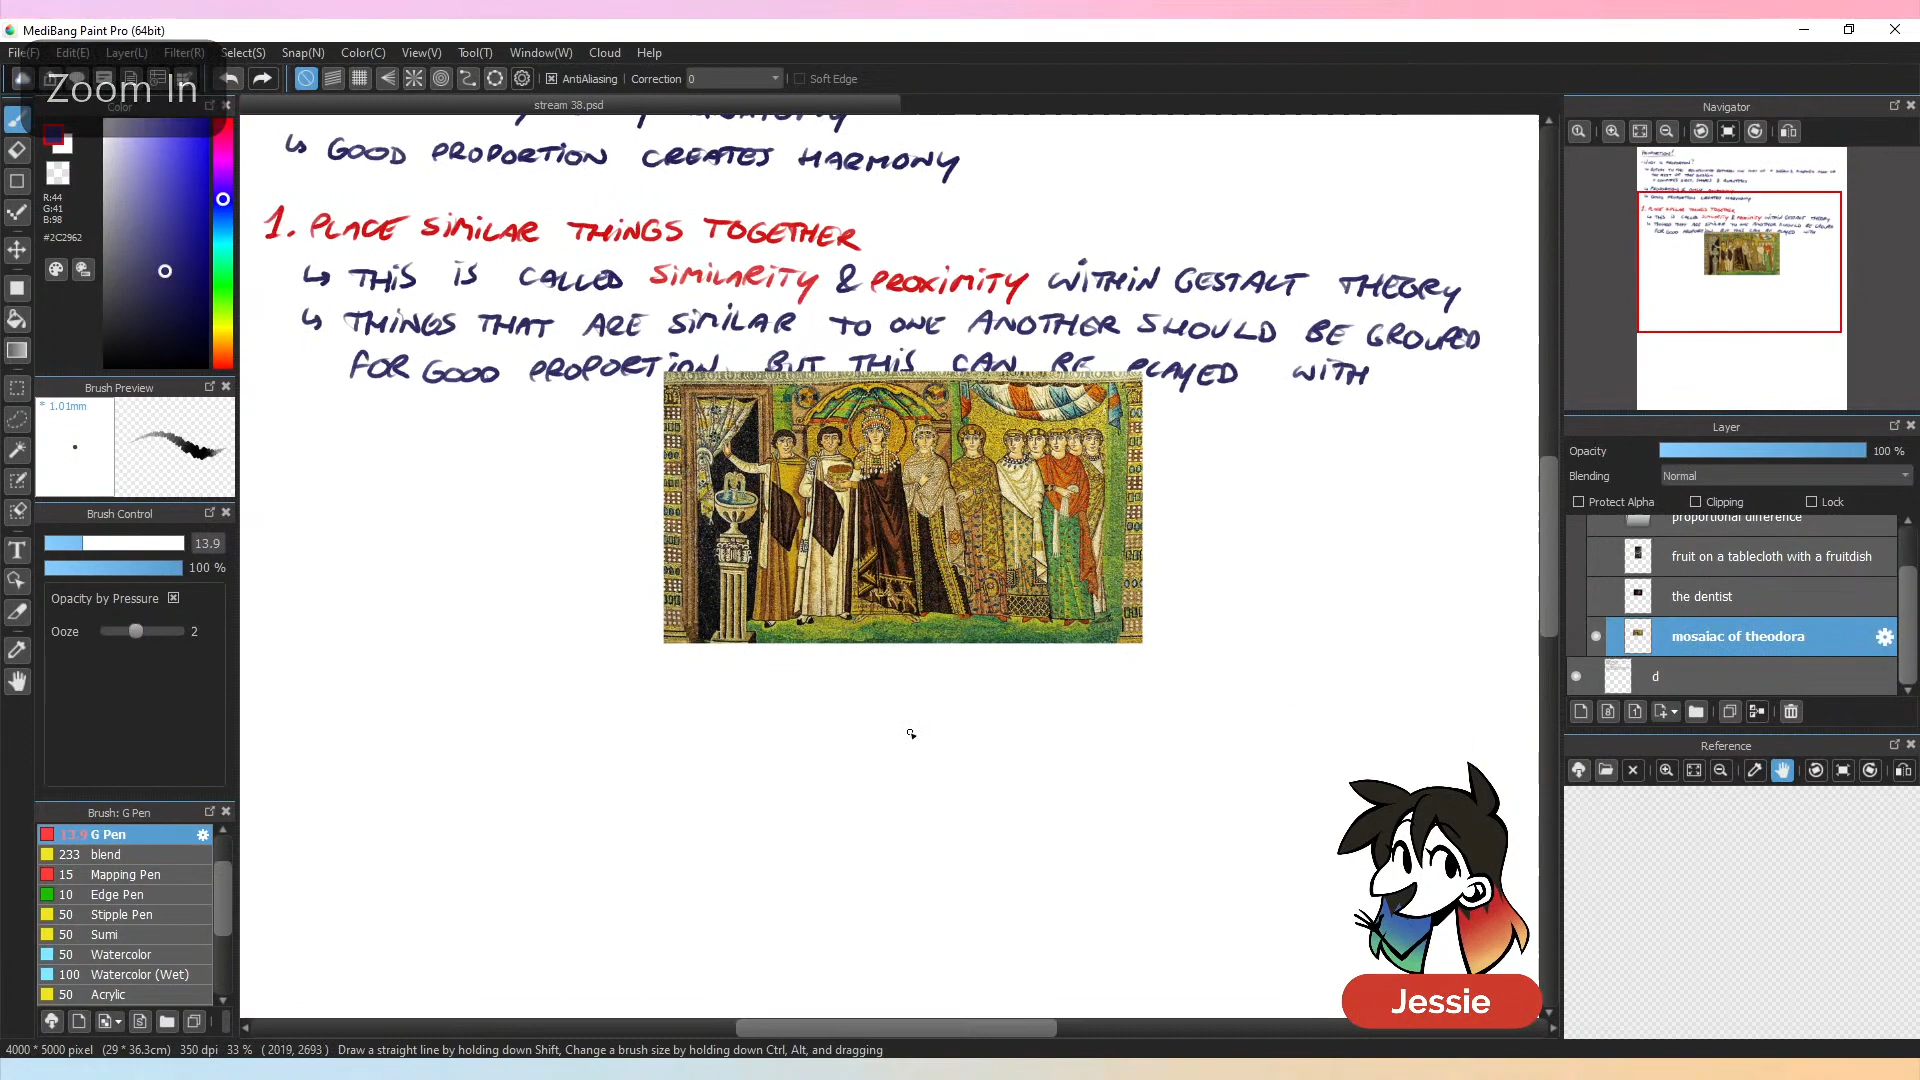 MediBang Paint Pro (64bit)
File(F) Edit(E) Layer(L) Filter(R) Select(S) Snap(N) Color(C) View(V) Tool(T) Window(W) Cloud Help
Zoom In
AntiAliasing Correction 0 Soft Edge
Color
stream 38.psd
Navigator
R:44
G:41
B:98
#2C2962
GOOD PROPORTION CREATES HARMONY
1. PLACE SIMILAR THINGS TOGETHER
↳ THIS IS CALLED SIMILARITY & PROXIMITY WITHIN GESTALT THEORY
↳ THINGS THAT ARE SIMILAR TO ONE ANOTHER SHOULD BE GROUPED
FOR GOOD PROPORTION, BUT THIS CAN BE PLAYED WITH
Brush Preview
* 1.01mm
Brush Control
13.9
100 %
Opacity by Pressure
Ooze 2
Brush: G Pen
13.9 G Pen
233 blend
15 Mapping Pen
10 Edge Pen
50 Stipple Pen
50 Sumi
50 Watercolor
100 Watercolor (Wet)
50 Acrylic
Layer
Opacity 100 %
Blending Normal
Protect Alpha Clipping Lock
proportional difference
fruit on a tablecloth with a fruitdish
the dentist
mosaiac of theodora
d
Reference
Jessie
4000 * 5000 pixel (29 * 36.3cm) 350 dpi 33 % ( 2019, 2693 ) Draw a straight line by holding down Shift, Change a brush size by holding down Ctrl, Alt, and dragging